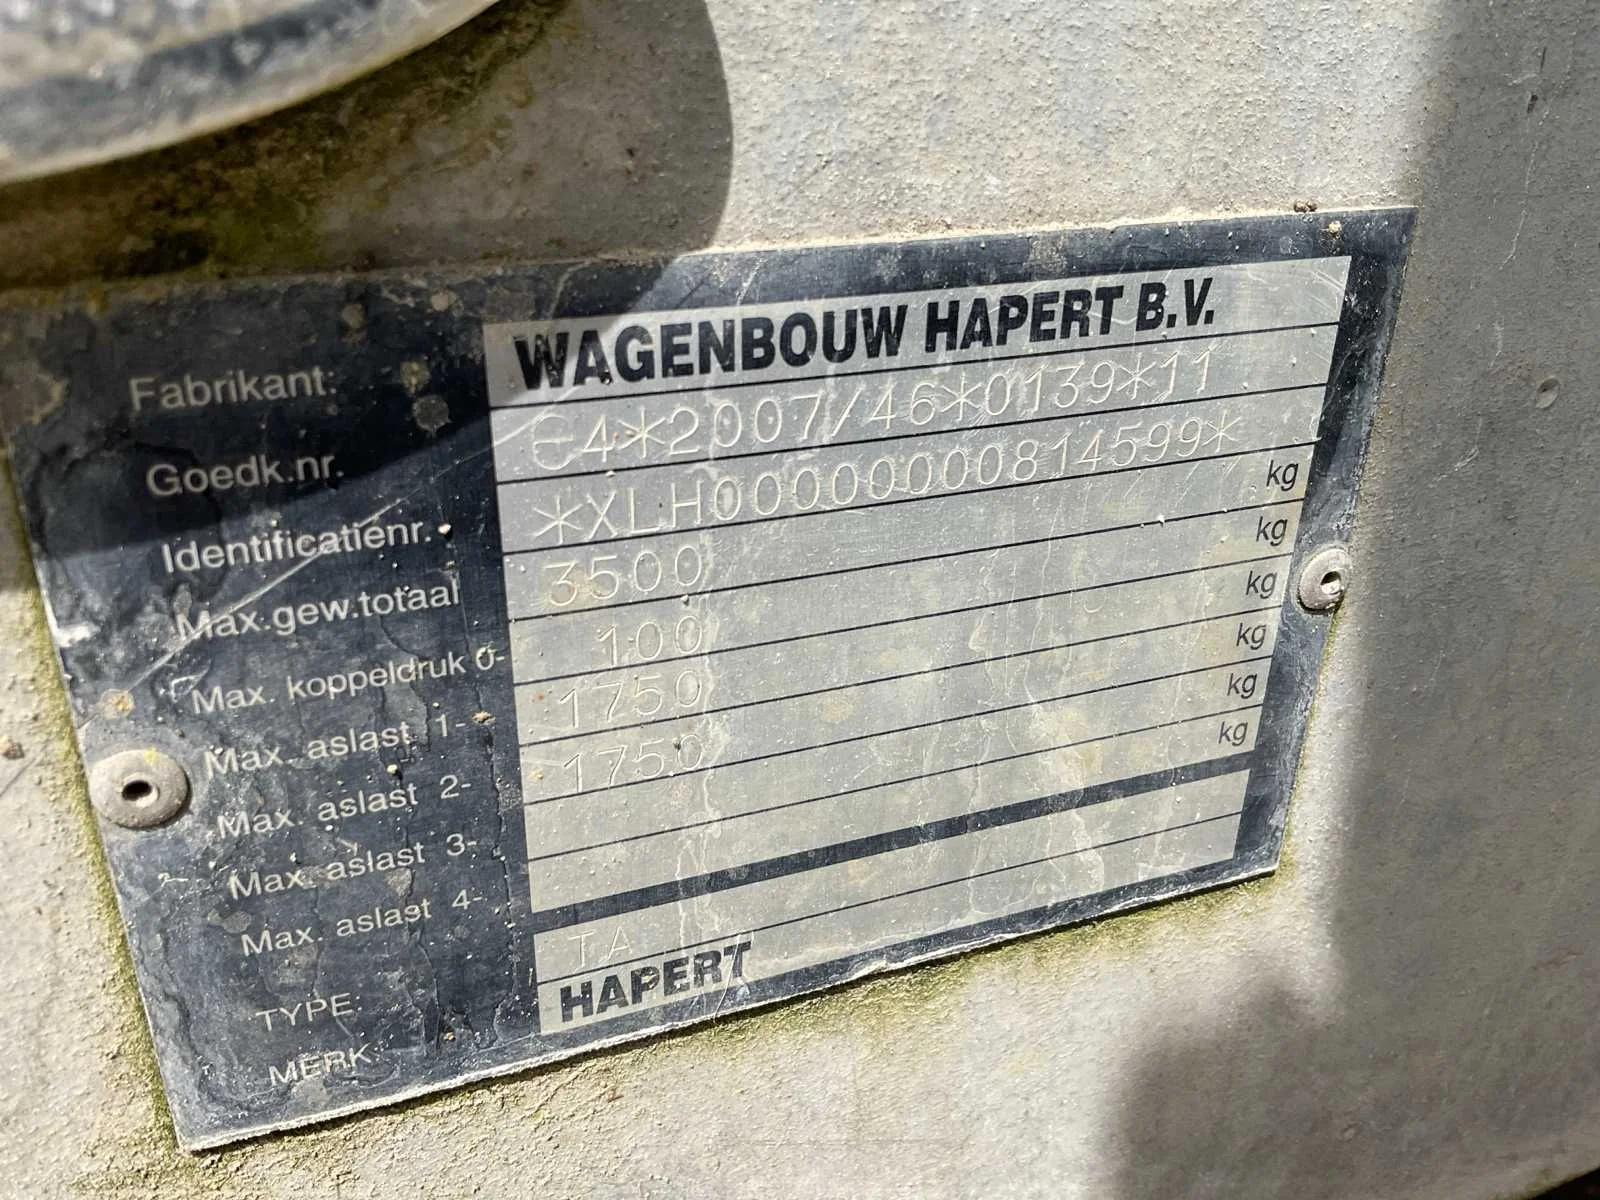 Fabrikant: WAGENBOUW HAPERT B.V.
Goedk.nr. e4*2007/46*0139*11
Identificatienr. *XLH00000000814599*
Max.gew.totaal 3500 kg
Max. koppeldruk 0- 100 kg
Max. aslast 1- 1750 kg
Max. aslast 2- 1750 kg
Max. aslast 3- kg
Max. aslast 4- kg
TYPE: TA
MERK: HAPERT